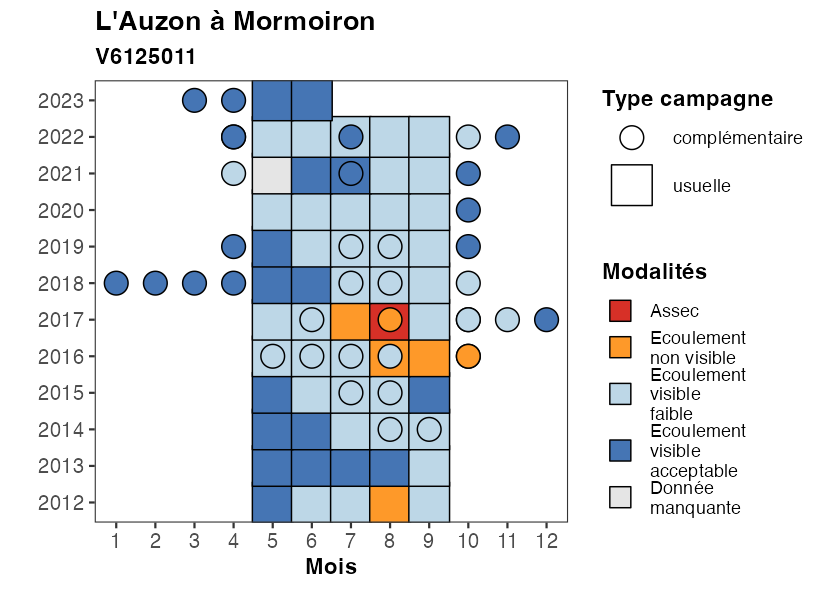 L'Auzon à Mormoiron
V6125011
2023
2022
2021
2020
2019
2018
2017
2016
2015
2014
2013
2012
1 2 3 4 5 6 7 8 9 10 11 12
Mois
Type campagne
complémentaire
usuelle
Modalités
Assec
Ecoulement
non visible
Ecoulement
visible
faible
Ecoulement
visible
acceptable
Donnée
manquante